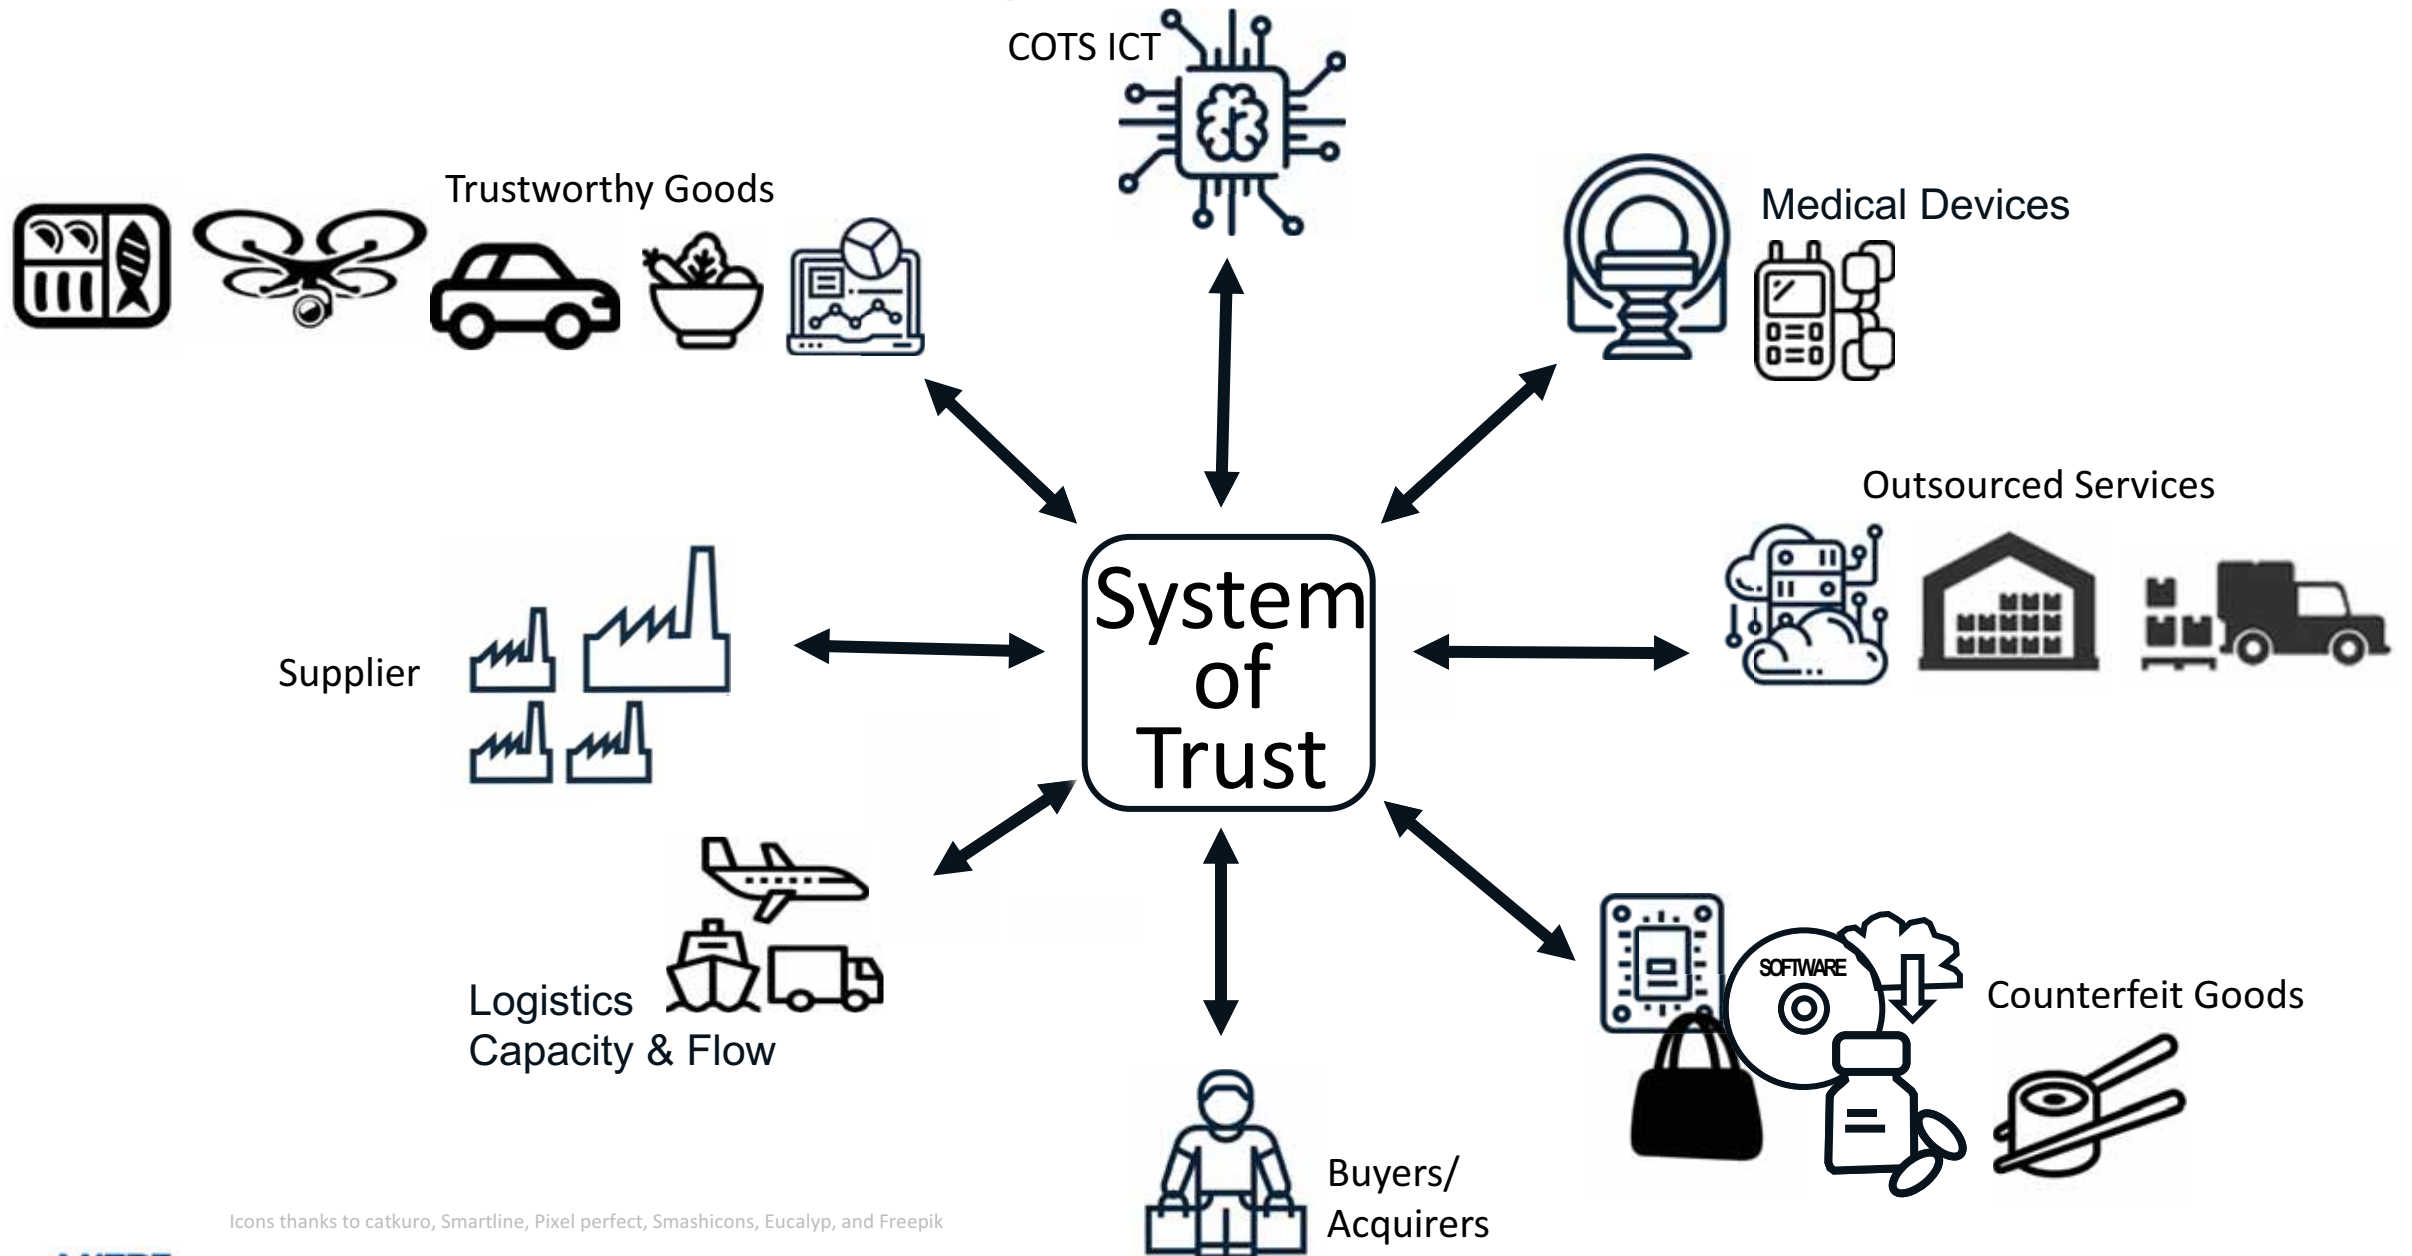 COTS ICT
Trustworthy Goods
Medical Devices
Outsourced Services
System
of
Trust
Supplier
SOFTWARE
Counterfeit Goods
Logistics
Capacity & Flow
Buyers/
Acquirers
Icons thanks to catkuro, Smartline, Pixel perfect, Smashicons, Eucalyp, and Freepik